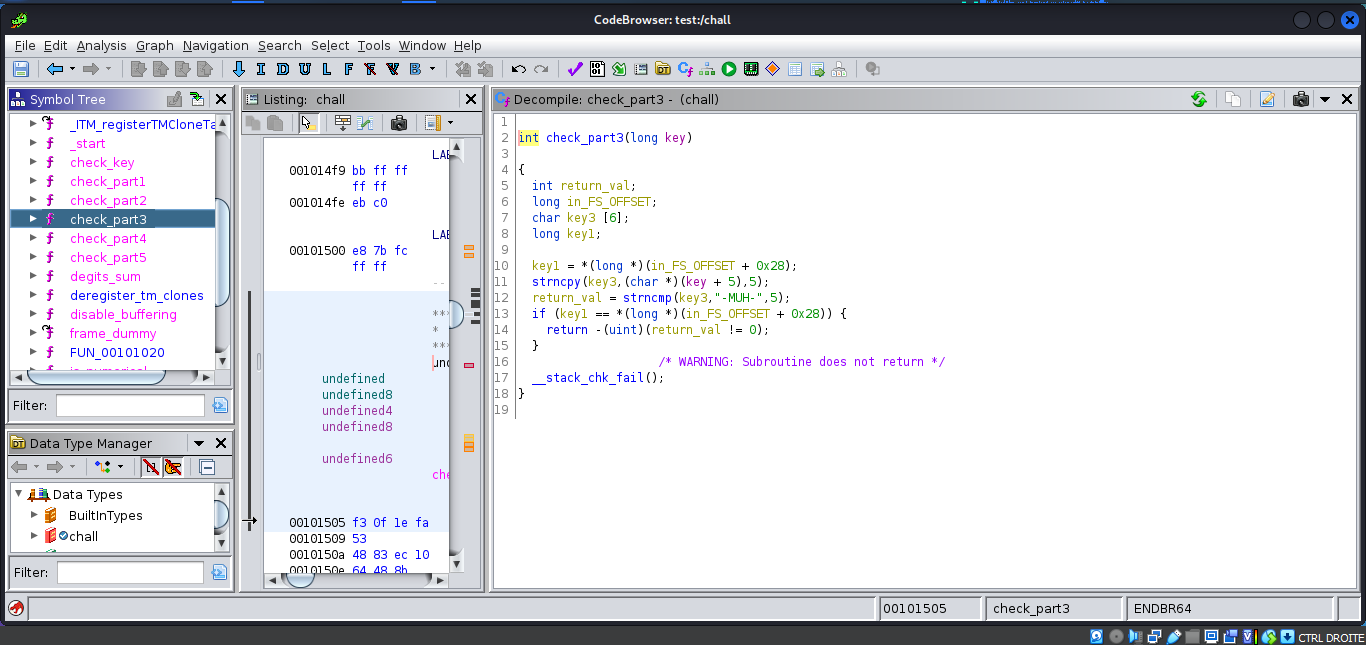 CodeBrowser: test:/chall
File Edit Analysis Graph Navigation Search Select Tools Window Help
I D U L F B
Symbol Tree
_ITM_registerTMCloneTa
_start
check_key
check_part1
check_part2
check_part3
check_part4
check_part5
degits_sum
deregister_tm_clones
disable_buffering
frame_dummy
FUN_00101020
Filter:
Data Type Manager
Data Types
BuiltInTypes
chall
Filter:
Listing: chall
LAB
001014f9 bb ff ff
ff ff
001014fe eb c0
LAB
00101500 e8 7b fc
ff ff
--
***
*
***
und
undefined
undefined8
undefined4
undefined8
undefined6
che
00101505 f3 0f 1e fa
00101509 53
0010150a 48 83 ec 10
0010150e 64 48 8b
Decompile: check_part3 - (chall)
1
2 int check_part3(long key)
3
4 {
5 int return_val;
6 long in_FS_OFFSET;
7 char key3 [6];
8 long key1;
9
10 key1 = *(long *)(in_FS_OFFSET + 0x28);
11 strncpy(key3,(char *)(key + 5),5);
12 return_val = strncmp(key3,"-MUH-",5);
13 if (key1 == *(long *)(in_FS_OFFSET + 0x28)) {
14 return -(uint)(return_val != 0);
15 }
16 /* WARNING: Subroutine does not return */
17 __stack_chk_fail();
18 }
19
00101505 check_part3 ENDBR64
CTRL DROITE